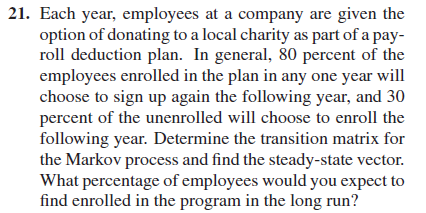 21. Each year, employees at a company are given the
option of donating to a local charity as part of a pay-
roll deduction plan. In general, 80 percent of the
employees enrolled in the plan in any one year will
choose to sign up again the following year, and 30
percent of the unenrolled will choose to enroll the
following year. Determine the transition matrix for
the Markov process and find the steady-state vector.
What percentage of employees would you expect to
find enrolled in the program in the long run?